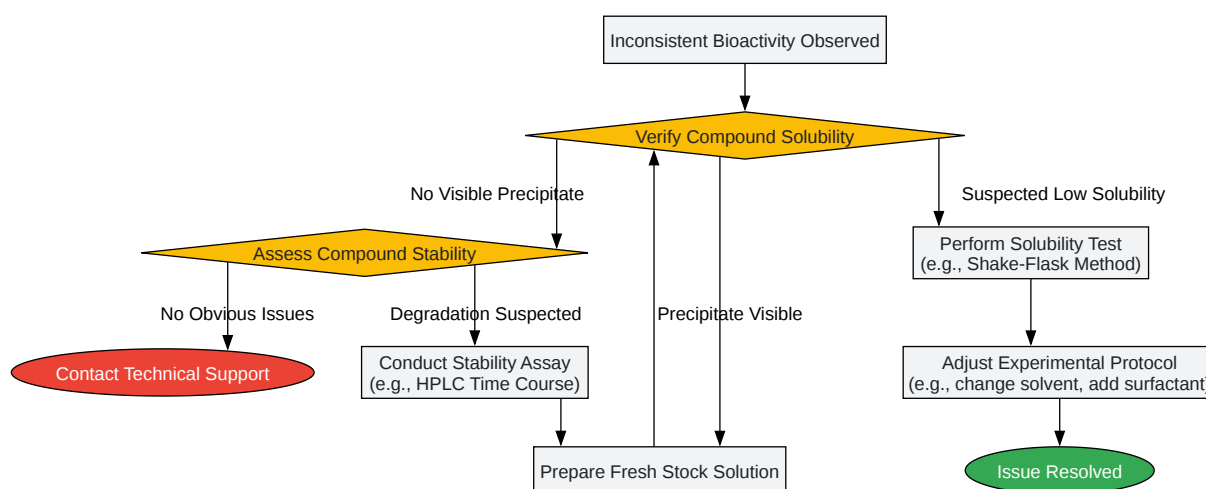 Inconsistent Bioactivity Observed
Verify Compound Solubility
No Visible Precipitate
Suspected Low Solubility
Assess Compound Stability
Perform Solubility Test
(e.g., Shake-Flask Method)
No Obvious Issues
Degradation Suspected
Precipitate Visible
Contact Technical Support
Conduct Stability Assay
(e.g., HPLC Time Course)
Adjust Experimental Protocol
(e.g., change solvent, add surfactant)
Prepare Fresh Stock Solution
Issue Resolved